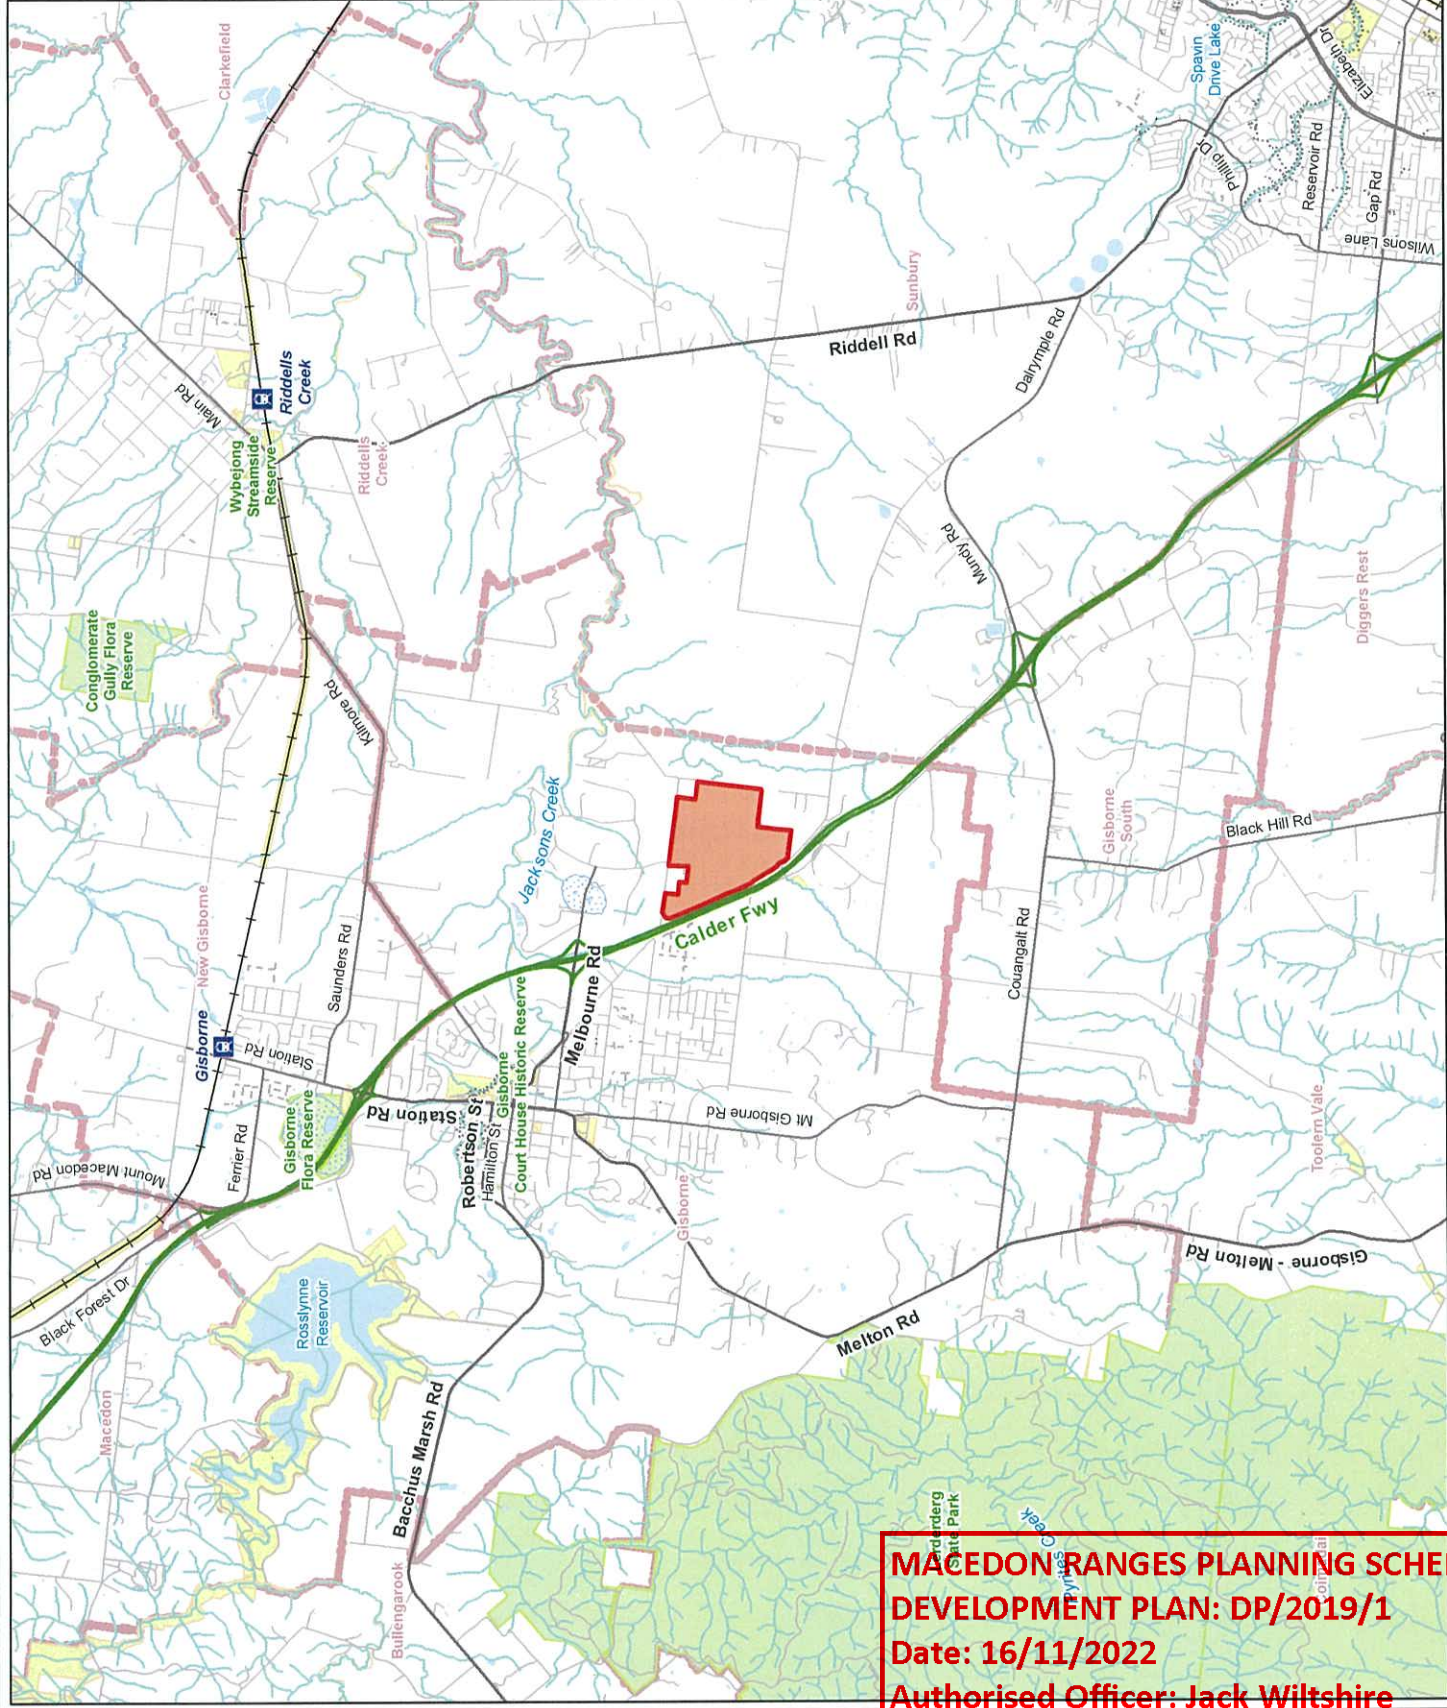 Clarkefield
Spavin
Drive Lake
Elizabeth Dr
Phillip Dr
Reservoir Rd
Gap Rd
Wilsons Lane
Sunbury
Riddell Rd
Dalrymple Rd
Riddells
Creek
Main Rd
Wybejong
Streamside
Reserve
Riddells
Creek
Mundy Rd
Conglomerate
Gully Flora
Reserve
Diggers Rest
Kilmore Rd
Jacksons Creek
Gisborne
South
Black Hill Rd
New Gisborne
Calder Fwy
Saunders Rd
Couangalt Rd
Gisborne
Station Rd
Melbourne Rd
Gisborne
Court House Historic Reserve
Gisborne
Flora Reserve
Station Rd
Robertson St
Hamilton St
Mt Gisborne Rd
Toolern Vale
Mount Macedon Rd
Ferrier Rd
Gisborne
Gisborne - Melton Rd
Black Forest Dr
Rosslynne
Reservoir
Melton Rd
Macedon
Bacchus Marsh Rd
Bullengarook
Pyrites Creek
MACEDON RANGES PLANNING
DEVELOPMENT PLAN: DP/2019/1
Date: 16/11/2022
Authorised Officer: Jack Wiltshire